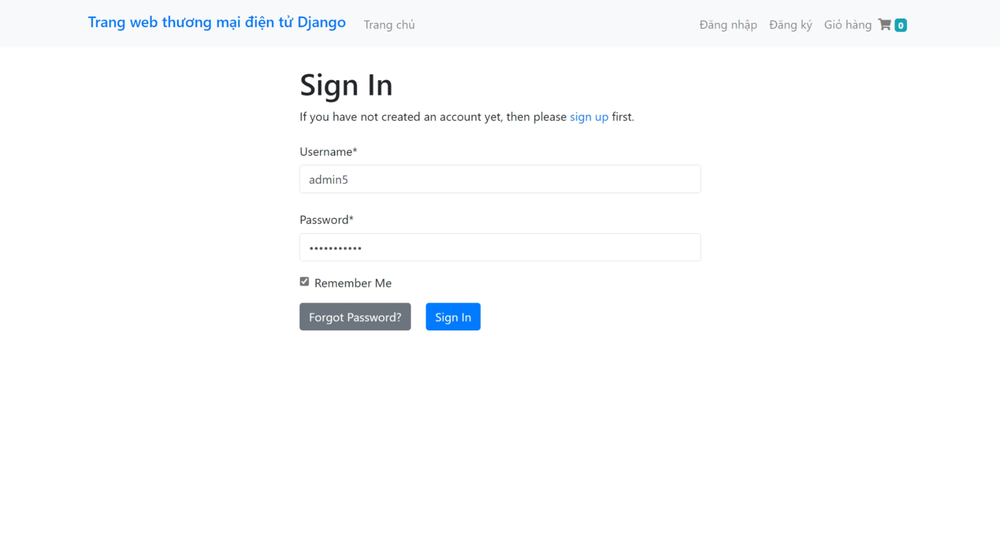 Trang web thương mại điện tử Django Trang chủ Đăng nhập Đăng ký Giỏ hàng 0
Sign In
If you have not created an account yet, then please sign up first.
Username*
admin5
Password*
•••••••••••
Remember Me
Forgot Password? Sign In